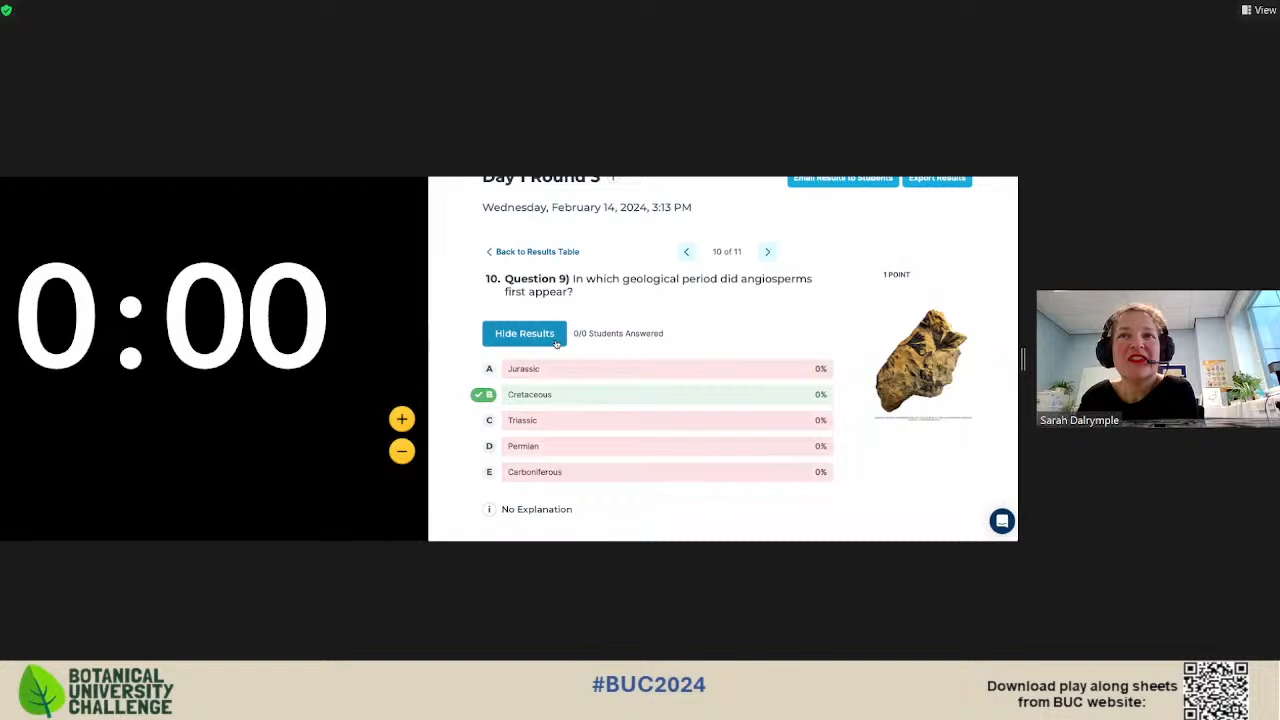 View
0:00
Day 1 Round 3
Email Results to Students
Export Results
Wednesday, February 14, 2024, 3:13 PM
Back to Results Table
10 of 11
10. Question 9) In which geological period did angiosperms
first appear?
1 POINT
Hide Results
0/0 Students Answered
A Jurassic 0%
B Cretaceous 0%
C Triassic 0%
D Permian 0%
E Carboniferous 0%
i No Explanation
Sarah Dalrymple
BOTANICAL
UNIVERSITY
CHALLENGE
#BUC2024
Download play along sheets
from BUC website: